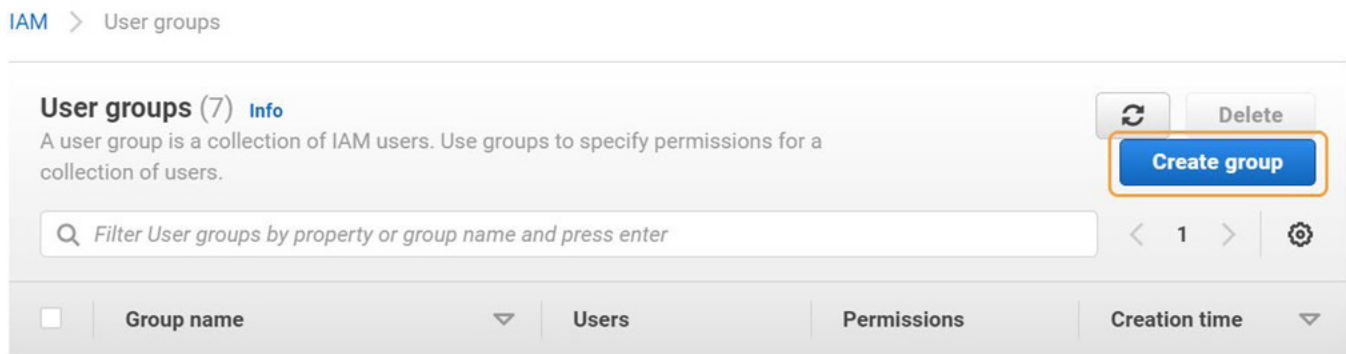 IAM > User groups
User groups (7) Info
Delete
A user group is a collection of IAM users. Use groups to specify permissions for a
collection of users.
Create group
Filter User groups by property or group name and press enter
< 1 >
Group name Users Permissions Creation time